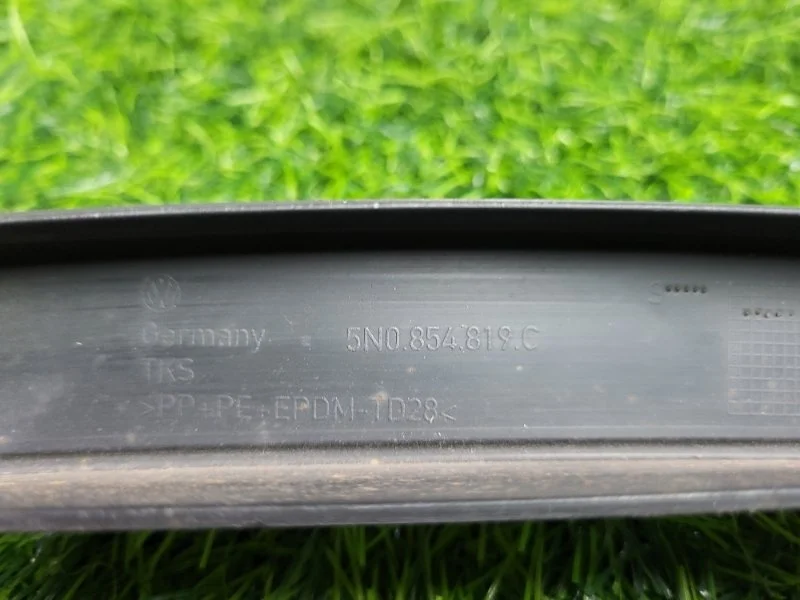 Germany 5N0.854.819.C
TKS
>PP+PE+EPDM-TD28<